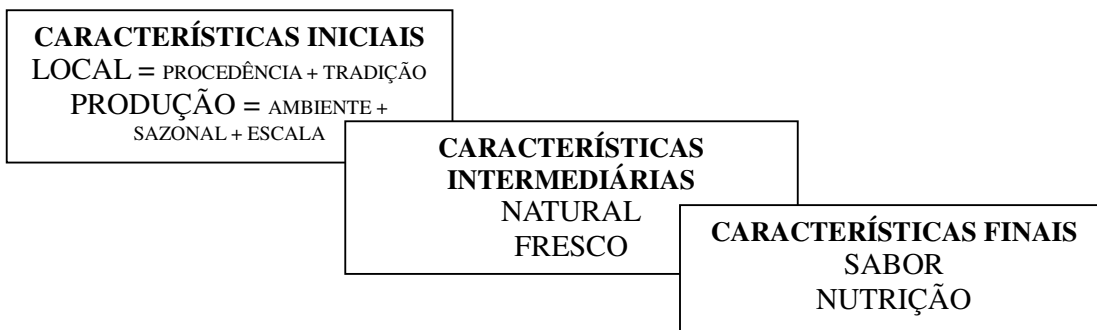 CARACTERÍSTICAS INICIAIS
LOCAL = PROCEDÊNCIA + TRADIÇÃO
PRODUÇÃO = AMBIENTE +
SAZONAL + ESCALA
CARACTERÍSTICAS
INTERMEDIÁRIAS
NATURAL
FRESCO
CARACTERÍSTICAS FINAIS
SABOR
NUTRIÇÃO